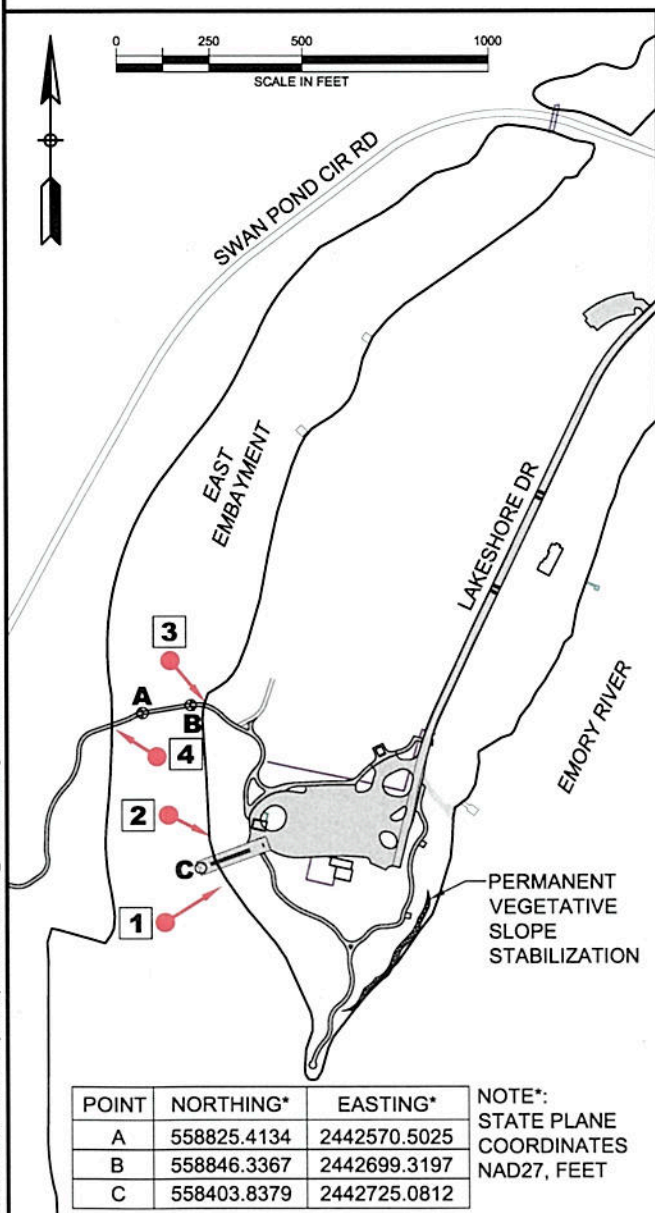 0 250 500 1000
SCALE IN FEET
SWAN POND CIR RD
EAST
EMBAYMENT
LAKESHORE DR
EMORY RIVER
3
A
B
4
2
C
1
PERMANENT
VEGETATIVE
SLOPE
STABILIZATION
POINT NORTHING* EASTING*
A 558825.4134 2442570.5025
B 558846.3367 2442699.3197
C 558403.8379 2442725.0812
NOTE*:
STATE PLANE
COORDINATES
NAD27, FEET